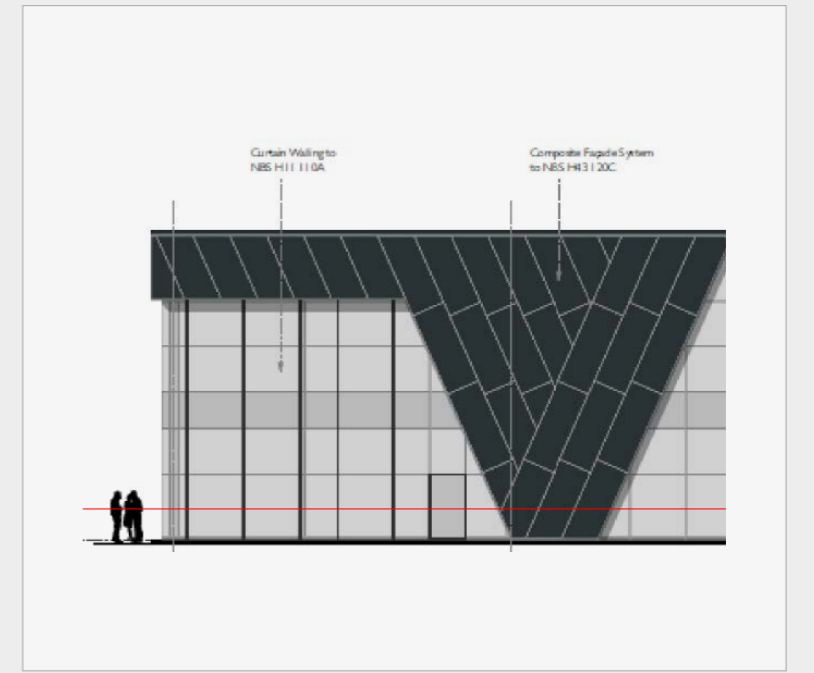 Curtain Walling to
NBS H11 110A
Composite Façade System
to NBS H43 120C